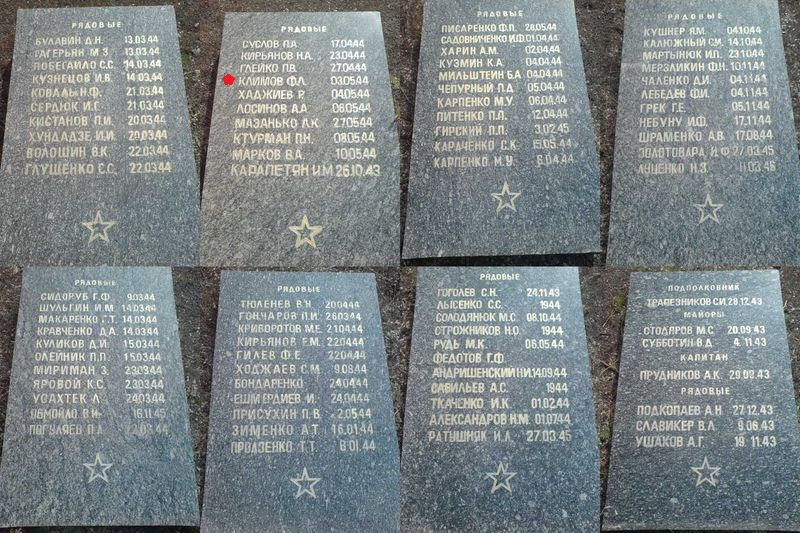 РЯДОВЫЕ
БУЛАВИН Д.Н. 13.03.44
ГАГЕРЬЯН М.З. 13.03.44
ПОБЕГАЙЛО С.С. 14.03.44
КУЗНЕЦОВ И.В. 14.03.44
КОВАЛЬ Н.Ф. 21.03.44
СЕРДЮК И.Г. 21.03.44
КИСТАНОВ П.И. 20.03.44
ХУНДАДЗЕ И.И. 20.03.44
ВОЛОШИН В.К. 22.03.44
ГЛУЩЕНКО С.С. 22.03.44
РЯДОВЫЕ
СУСЛОВ П.А. 17.04.44
КИРЬЯНОВ Н.А. 23.04.44
ГЛЕЙКО П.В. 27.04.44
КЛИМОВ Ф.Л. 03.05.44
ХАДЖИЕВ Р. 04.05.44
ЛОСИНОВ А.А. 06.05.44
МАЗАНЬКО Л.К. 27.05.44
КТУРМАН П.Н. 08.05.44
МАРКОВ В.А. 10.05.44
КАРАПЕТЯН И.М 26.10.43
РЯДОВЫЕ
ПИСАРЕНКО Ф.П. 28.05.44
САДОВНИЧЕНКО И.Д. 01.04.44
ХАРИН А.М. 02.04.44
КУЗМИН К.А. 04.04.44
МИЛЬШТЕИН Б.А. 04.04.44
ЧЕПУРНЫЙ П.Д. 05.04.44
КАРПЕНКО М.У. 06.04.44
ПИТЕНКО П.П. 12.04.44
ГИРСКИЙ П.П. 3.02.45
КАРАЧЕНКО С.К. 15.05.44
КАРПЕНКО М.У. 6.04.44
РЯДОВЫЕ
КУШНЕР Я.М. 04.10.44
КАЛЮЖНЫЙ С.М. 14.10.44
МАРТЫНЮК И.П. 23.10.44
МЕРЗЛИКИН Ф.Н. 10.11.44
ЧАЛЕНКО Д.И. 04.11.44
ЛЕБЕДЕВ Ф.И. 04.11.44
ГРЕК Г.Е. 05.11.44
НЕБУНУ И.Ф. 17.11.44
ШРАМЕНКО А.В. 17.08.44
ЗОЛОТОВАРА Н.Ф 27.03.45
ЛУЦЕНКО Н.З. 11.03.45
РЯДОВЫЕ
СИДОРУБ Г.Ф. 9.03.44
ШУЛЬГИН И.М. 14.03.44
МАКАРЕНКО Г.Т. 14.03.44
КРАВЧЕНКО Д.А. 14.03.44
КУЛИКОВ Д.И. 15.03.44
ОЛЕЙНИК П.П. 15.03.44
МИРИМАН З. 23.03.44
ЯРОВОЙ К.С. 23.03.44
УСАХТЕК Л. 24.03.44
ОБМОЙЛО В.И. 16.11.45
ПОГУЛЯЕВ П.Д. 22.03.44
РЯДОВЫЕ
ТЮЛЕНЕВ В.Н. 20.04.44
ГОНЧАРОВ П.И. 26.03.44
КРИВОРОТОВ М.Е. 21.04.44
КИРЬЯНОВ Е.М. 22.04.44
ГИЛЕВ Ф.Е. 22.04.44
ХОДЖАЕВ С.М. 9.08.44
БОНДАРЕНКО 24.04.44
ЕШМЕРДИЕВ И. 24.04.44
ПРИСУХИН П.В. 2.05.44
ЗИМЕНКО А.Т. 16.01.44
ПРОДЗЕНКО Т.Т. 8.01.44
РЯДОВЫЕ
ГОГОЛЕВ С.Н. 24.11.43
ЛЫСЕНКО С.С. 1944
СОЛОДЯНЮК М.С. 08.10.44
СТРОЖНИКОВ Н.О. 1944
РУДЬ М.К. 06.05.44
ФЕДОТОВ Г.Ф.
АНДРИШЕНСКИЙ Н.И. 14.09.44
САВИЛЬЕВ А.С. 1944
ТКАЧЕНКО И.К. 01.02.44
АЛЕКСАНДРОВ Н.М. 01.07.44
РАТУШНЯК И.Л. 27.03.45
ПОДПОЛКОВНИК
ТРАПЕЗНИКОВ С.И. 28.12.43
МАЙОРЫ
ОТОДЯРОВ М.С. 20.09.43
СУББОТИН В.Д. 4.11.43
КАПИТАН
ПРУДНИКОВ А.К. 29.09.43
РЯДОВЫЕ
ПОДКОПАЕВ А.Н. 27.12.43
СЛАВИКЕР В.Л. 6.06.43
УШАКОВ А.Г. 19.11.43